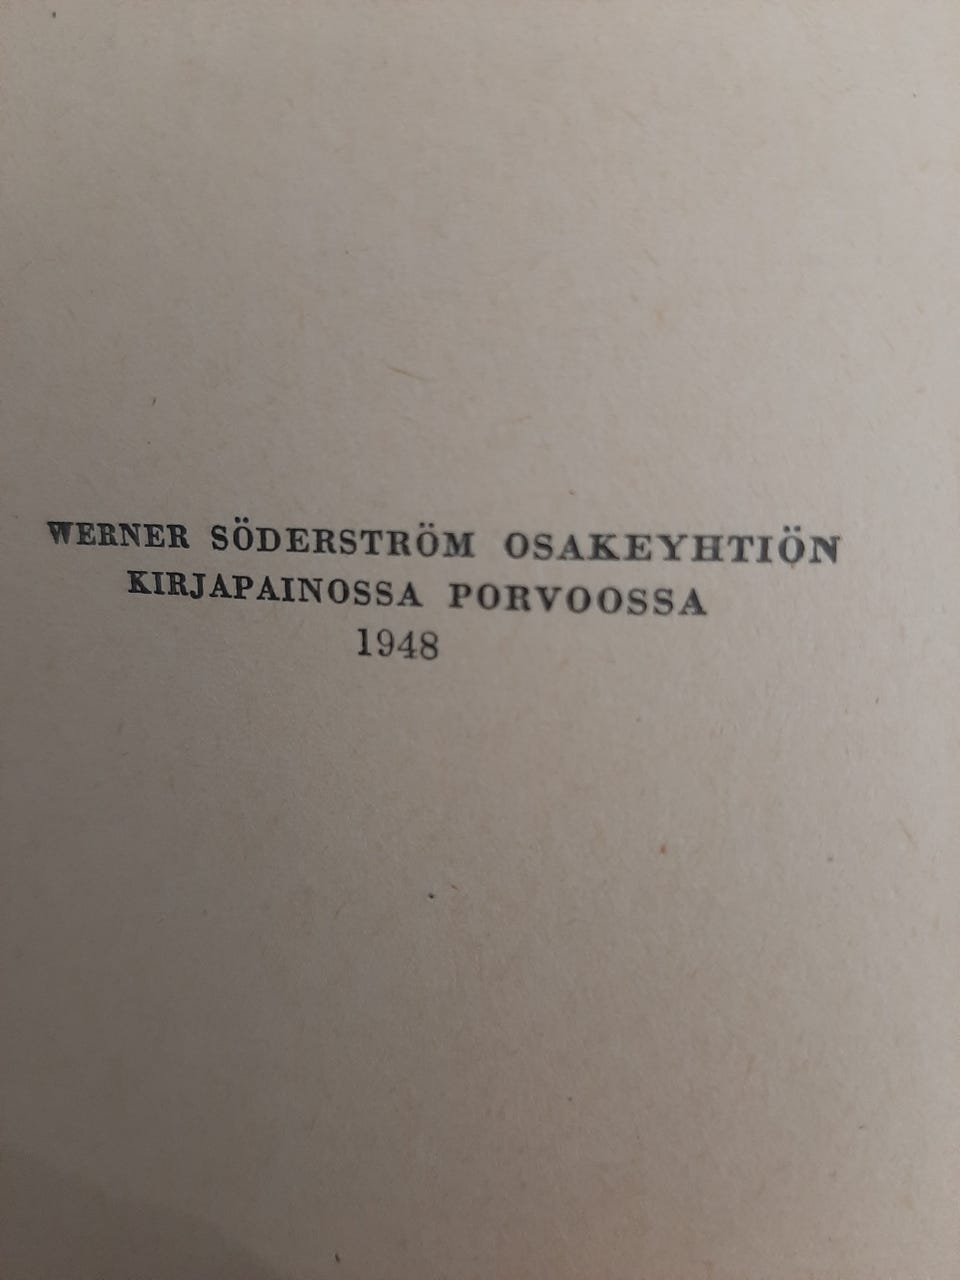 WERNER SÖDERSTRÖM OSAKEYHTIÖN
KIRJAPAINOSSA PORVOOSSA
1948